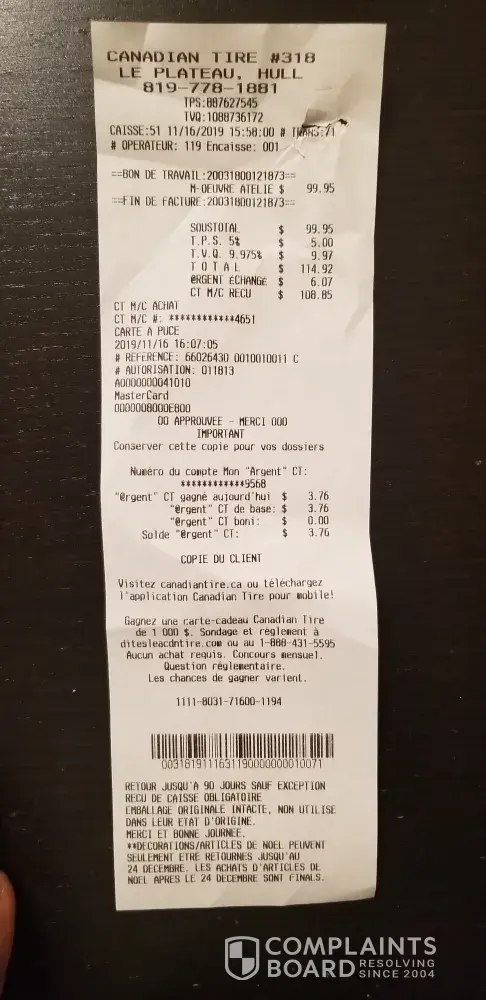 CANADIAN TIRE #318
LE PLATEAU, HULL
819-778-1881
TPS:887627545
TVQ:1088736172
CAISSE:51 11/16/2019 15:58:00 # TRANS:71
# OPERATEUR: 119 Encaisse: 001
==BON DE TRAVAIL:20031800121873==
M-OEUVRE ATELIE $ 99.95
==FIN DE FACTURE:20031800121873==
SOUSTOTAL $ 99.95
T.P.S. 5% $ 5.00
T.V.Q. 9.975% $ 9.97
T O T A L $ 114.92
@RGENT ÉCHANGÉ $ 6.07
CT M/C RECU $ 108.85
CT M/C ACHAT
CT M/C #: ************4651
CARTE A PUCE
2019/11/16 16:07:05
# REFERENCE: 66026430 0010010011 C
# AUTORISATION: 011813
A0000000041010
MasterCard
0000008000E800
00 APPROUVEE - MERCI 000
IMPORTANT
Conserver cette copie pour vos dossiers
Numéro du compte Mon "Argent" CT:
************9568
"@rgent" CT gagné aujourd'hui $ 3.76
"@rgent" CT de base: $ 3.76
"@rgent" CT boni: $ 0.00
Solde "@rgent" CT: $ 3.76
COPIE DU CLIENT
Visitez canadiantire.ca ou téléchargez
l'application Canadian Tire pour mobile!
Gagnez une carte-cadeau Canadian Tire
de 1 000 $. Sondage et règlement à
ditesleacdntire.com ou au 1-888-431-5595
Aucun achat requis. Concours mensuel.
Question réglementaire.
Les chances de gagner varient.
1111-8031-71600-1194
0031819111631190000000010071
RETOUR JUSQU'A 90 JOURS SAUF EXCEPTION
RECU DE CAISSE OBLIGATOIRE
EMBALLAGE ORIGINALE INTACTE, NON UTILISE
DANS LEUR ETAT D'ORIGINE.
MERCI ET BONNE JOURNEE.
**DECORATIONS/ARTICLES DE NOEL PEUVENT
SEULEMENT ETRE RETOURNES JUSQU'AU
24 DECEMBRE. LES ACHATS D'ARTICLES DE
NOEL APRES LE 24 DECEMBRE SONT FINALS.
COMPLAINTS
BOARD RESOLVING
SINCE 2004